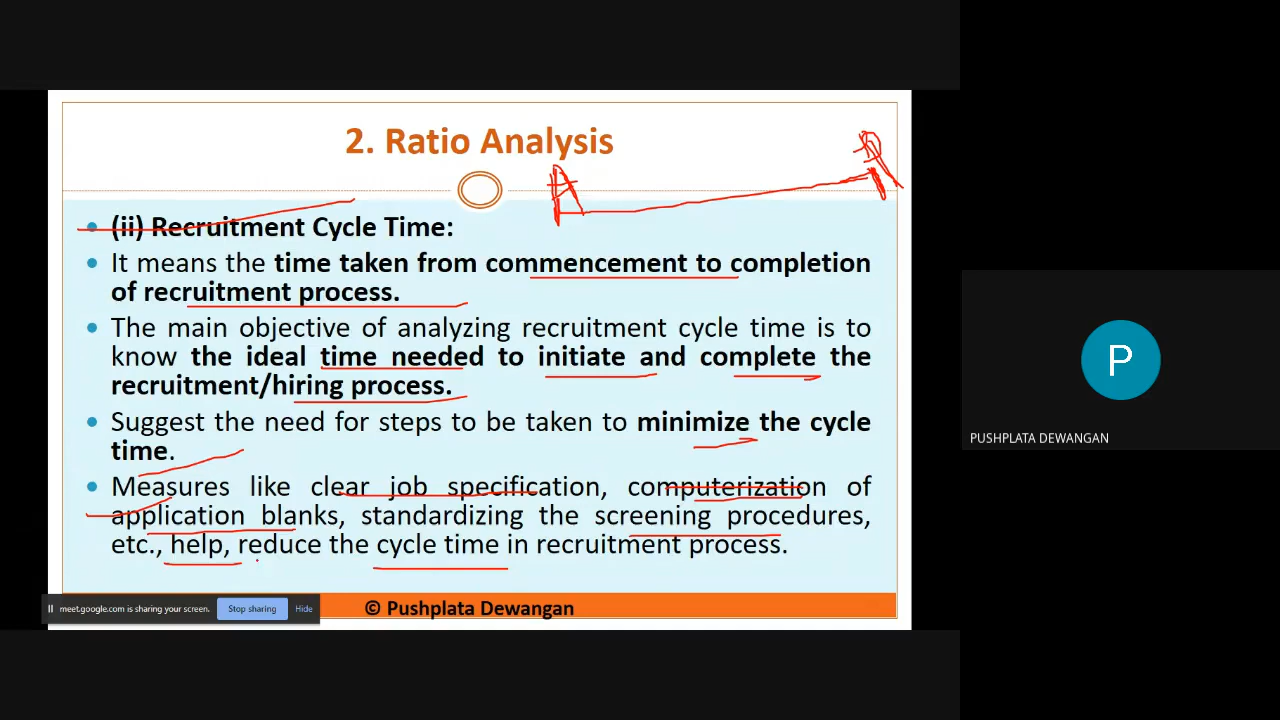 2. Ratio Analysis
• (ii) Recruitment Cycle Time:
• It means the time taken from commencement to completion
of recruitment process.
• The main objective of analyzing recruitment cycle time is to
know the ideal time needed to initiate and complete the
recruitment/hiring process.
• Suggest the need for steps to be taken to minimize the cycle
time.
• Measures like clear job specification, computerization of
application blanks, standardizing the screening procedures,
etc., help, reduce the cycle time in recruitment process.
© Pushplata Dewangan
meet.google.com is sharing your screen. Stop sharing Hide
P
PUSHPLATA DEWANGAN